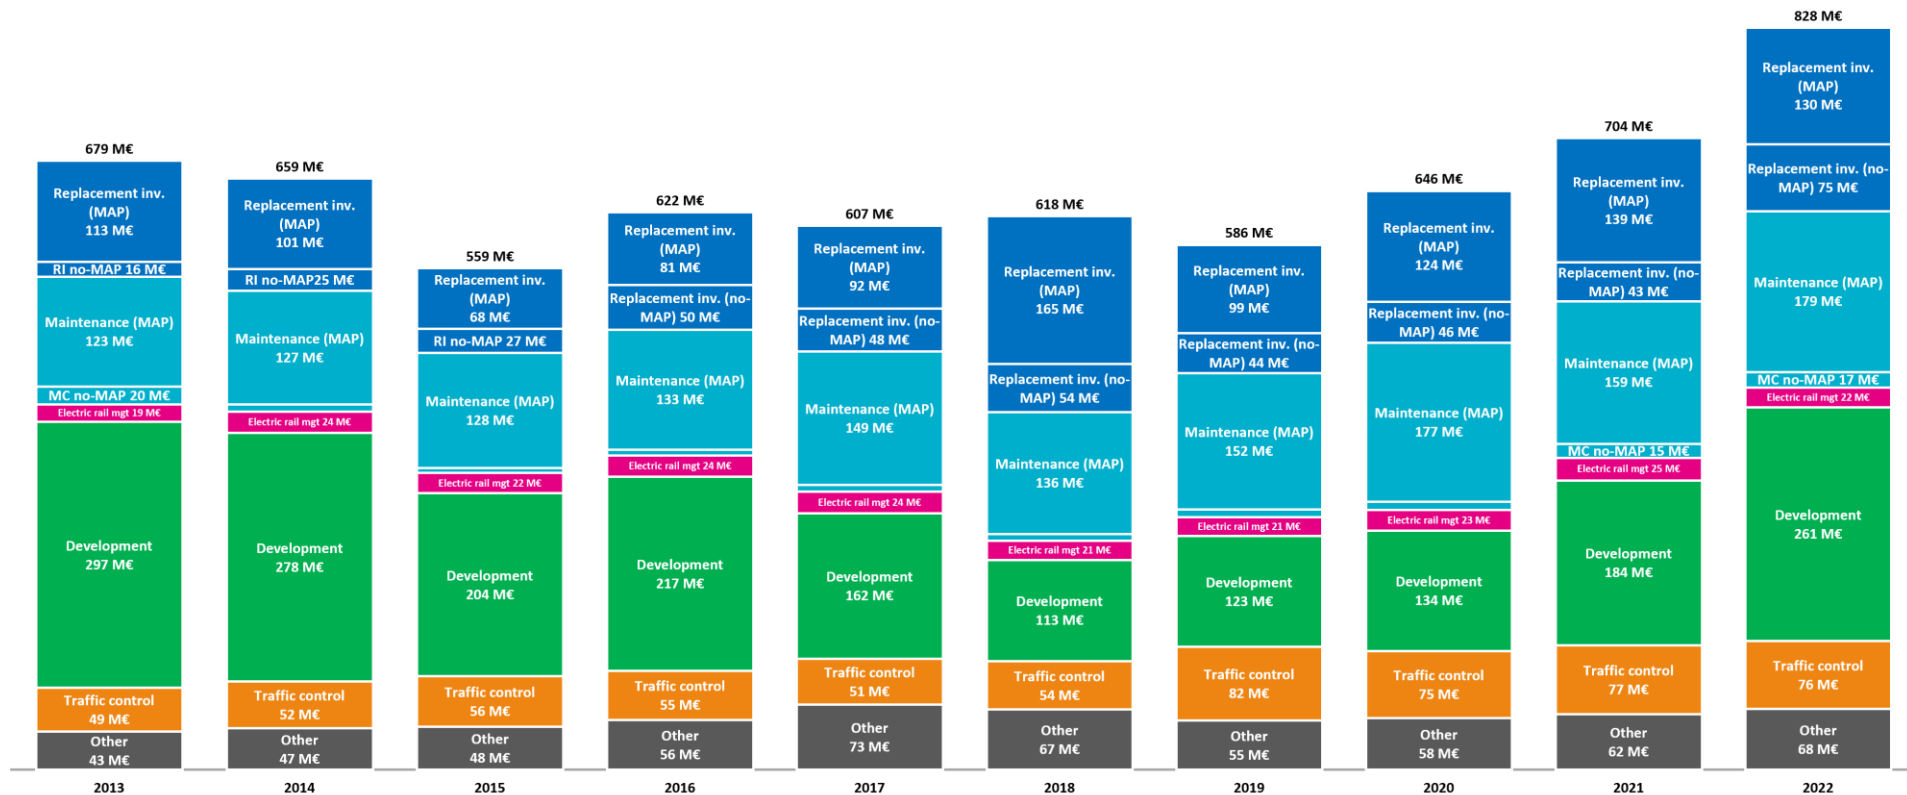 679 M€
Replacement inv.
(MAP)
113 M€
RI no-MAP 16 M€
Maintenance (MAP)
123 M€
MC no-MAP 20 M€
Electric rail mgt 19 M€
Development
297 M€
Traffic control
49 M€
Other
43 M€
2013
659 M€
Replacement inv.
(MAP)
101 M€
RI no-MAP25 M€
Maintenance (MAP)
127 M€
Electric rail mgt 24 M€
Development
278 M€
Traffic control
52 M€
Other
47 M€
2014
559 M€
Replacement inv.
(MAP)
68 M€
RI no-MAP 27 M€
Maintenance (MAP)
128 M€
Electric rail mgt 22 M€
Development
204 M€
Traffic control
56 M€
Other
48 M€
2015
622 M€
Replacement inv.
(MAP)
81 M€
Replacement inv. (no-
MAP) 50 M€
Maintenance (MAP)
133 M€
Electric rail mgt 24 M€
Development
217 M€
Traffic control
55 M€
Other
56 M€
2016
607 M€
Replacement inv.
(MAP)
92 M€
Replacement inv. (no-
MAP) 48 M€
Maintenance (MAP)
149 M€
Electric rail mgt 24 M€
Development
162 M€
Traffic control
51 M€
Other
73 M€
2017
618 M€
Replacement inv.
(MAP)
165 M€
Replacement inv. (no-
MAP) 54 M€
Maintenance (MAP)
136 M€
Electric rail mgt 21 M€
Development
113 M€
Traffic control
54 M€
Other
67 M€
2018
586 M€
Replacement inv.
(MAP)
99 M€
Replacement inv. (no-
MAP) 44 M€
Maintenance (MAP)
152 M€
Electric rail mgt 21 M€
Development
123 M€
Traffic control
82 M€
Other
55 M€
2019
646 M€
Replacement inv.
(MAP)
124 M€
Replacement inv. (no-
MAP) 46 M€
Maintenance (MAP)
177 M€
Electric rail mgt 23 M€
Development
134 M€
Traffic control
75 M€
Other
58 M€
2020
704 M€
Replacement inv.
(MAP)
139 M€
Replacement inv. (no-
MAP) 43 M€
Maintenance (MAP)
159 M€
MC no-MAP 15 M€
Electric rail mgt 25 M€
Development
184 M€
Traffic control
77 M€
Other
62 M€
2021
828 M€
Replacement inv.
(MAP)
130 M€
Replacement inv. (no-
MAP) 75 M€
Maintenance (MAP)
179 M€
MC no-MAP 17 M€
Electric rail mgt 22 M€
Development
261 M€
Traffic control
76 M€
Other
68 M€
2022